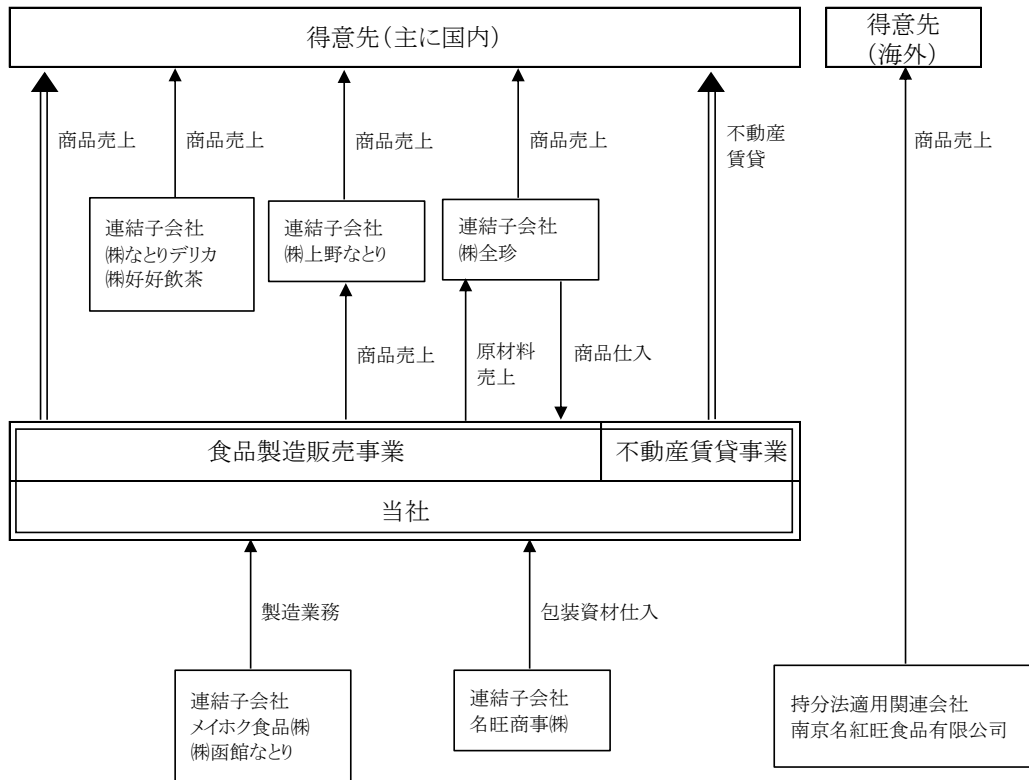 得意先（主に国内）
得意先
（海外）
商品売上
商品売上
商品売上
商品売上
不動産
賃貸
商品売上
連結子会社
㈱なとりデリカ
㈱好好飲茶
連結子会社
㈱上野なとり
連結子会社
㈱全珍
商品売上
原材料
売上
商品仕入
食品製造販売事業
不動産賃貸事業
当社
製造業務
包装資材仕入
連結子会社
メイホク食品㈱
㈱函館なとり
連結子会社
名旺商事㈱
持分法適用関連会社
南京名紅旺食品有限公司